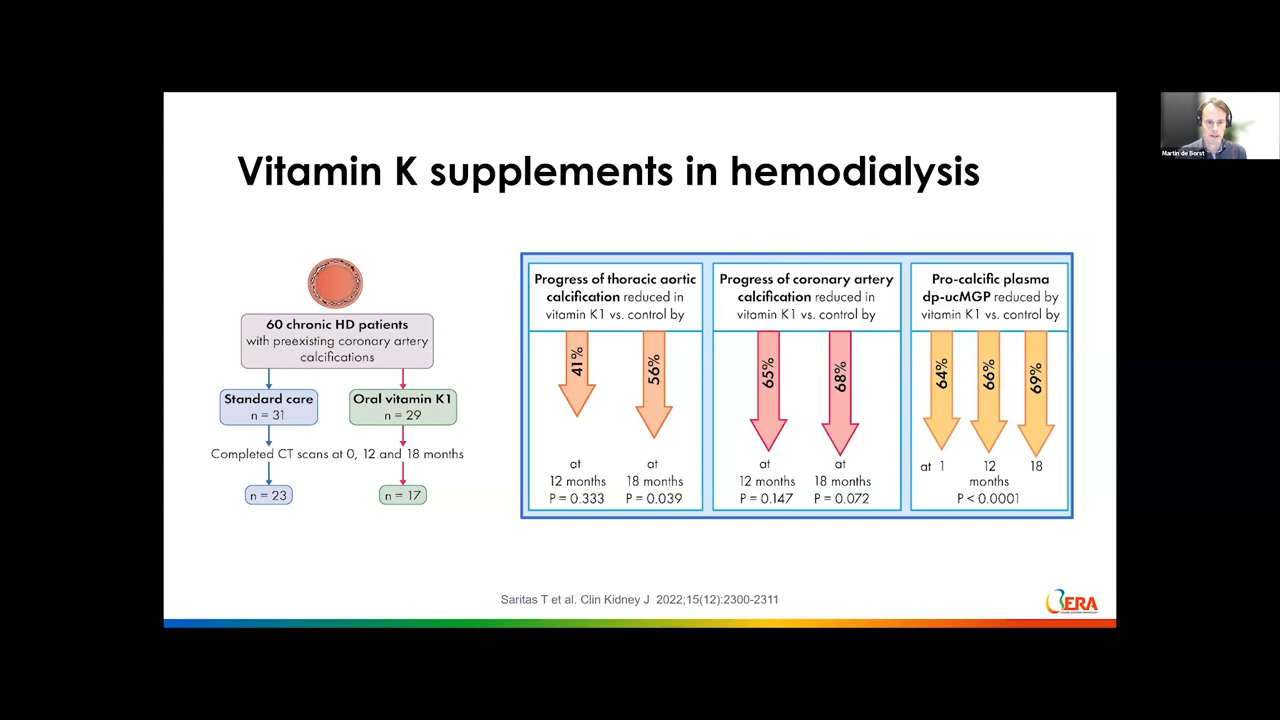 Vitamin K supplements in hemodialysis
Martin de Borst
60 chronic HD patients
with preexisting coronary artery
calcifications
Standard care
n = 31
Oral vitamin K1
n = 29
Completed CT scans at 0, 12 and 18 months
n = 23
n = 17
Progress of thoracic aortic
calcification reduced in
vitamin K1 vs. control by
41%
56%
at
12 months
P = 0.333
at
18 months
P = 0.039
Progress of coronary artery
calcification reduced in
vitamin K1 vs. control by
65%
68%
at
12 months
P = 0.147
at
18 months
P = 0.072
Pro-calcific plasma
dp-ucMGP reduced by
vitamin K1 vs. control by
64%
66%
69%
at 1 12 18
months
P < 0.0001
Saritas T et al. Clin Kidney J 2022;15(12):2300-2311
ERA